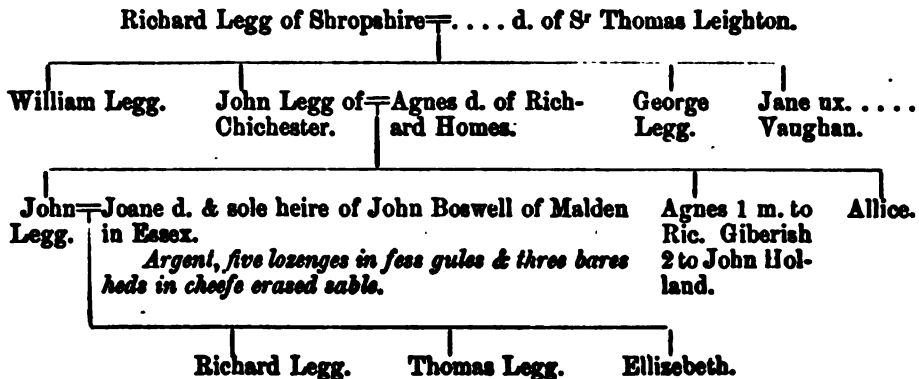 Richard Legg of Shropshire=. . . . d. of Sʳ Thomas Leighton.
William Legg.
John Legg of=Agnes d. of Rich-
Chichester. ard Homes.
George
Legg.
Jane ux. . . . .
Vaughan.
John=Joane d. & sole heire of John Boswell of Malden
Legg. in Essex.
Argent, five lozenges in fess gules & three bares
heds in cheefe erased sable.
Agnes 1 m. to
Ric. Giberish
2 to John Hol-
land.
Allice.
Richard Legg.
Thomas Legg.
Ellizebeth.